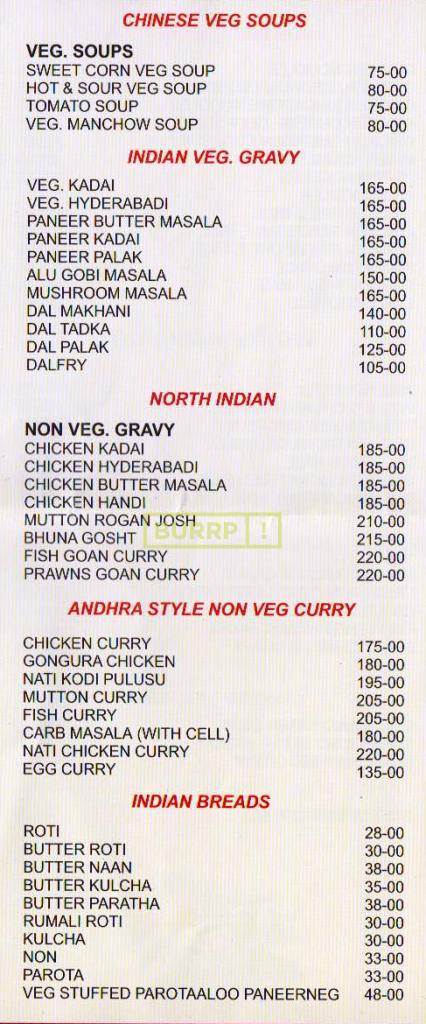 CHINESE VEG SOUPS
VEG. SOUPS
SWEET CORN VEG SOUP 75-00
HOT & SOUR VEG SOUP 80-00
TOMATO SOUP 75-00
VEG. MANCHOW SOUP 80-00
INDIAN VEG. GRAVY
VEG. KADAI 165-00
VEG. HYDERABADI 165-00
PANEER BUTTER MASALA 165-00
PANEER KADAI 165-00
PANEER PALAK 165-00
ALU GOBI MASALA 150-00
MUSHROOM MASALA 165-00
DAL MAKHANI 140-00
DAL TADKA 110-00
DAL PALAK 125-00
DALFRY 105-00
NORTH INDIAN
NON VEG. GRAVY
CHICKEN KADAI 185-00
CHICKEN HYDERABADI 185-00
CHICKEN BUTTER MASALA 185-00
CHICKEN HANDI 185-00
MUTTON ROGAN JOSH 210-00
BHUNA GOSHT 215-00
BURRP!
FISH GOAN CURRY 220-00
PRAWNS GOAN CURRY 220-00
ANDHRA STYLE NON VEG CURRY
CHICKEN CURRY 175-00
GONGURA CHICKEN 180-00
NATI KODI PULUSU 195-00
MUTTON CURRY 205-00
FISH CURRY 205-00
CARB MASALA (WITH CELL) 180-00
NATI CHICKEN CURRY 220-00
EGG CURRY 135-00
INDIAN BREADS
ROTI 28-00
BUTTER ROTI 30-00
BUTTER NAAN 38-00
BUTTER KULCHA 35-00
BUTTER PARATHA 38-00
RUMALI ROTI 30-00
KULCHA 30-00
NON 33-00
PAROTA 33-00
VEG STUFFED PAROTAALOO PANEERNEG 48-00